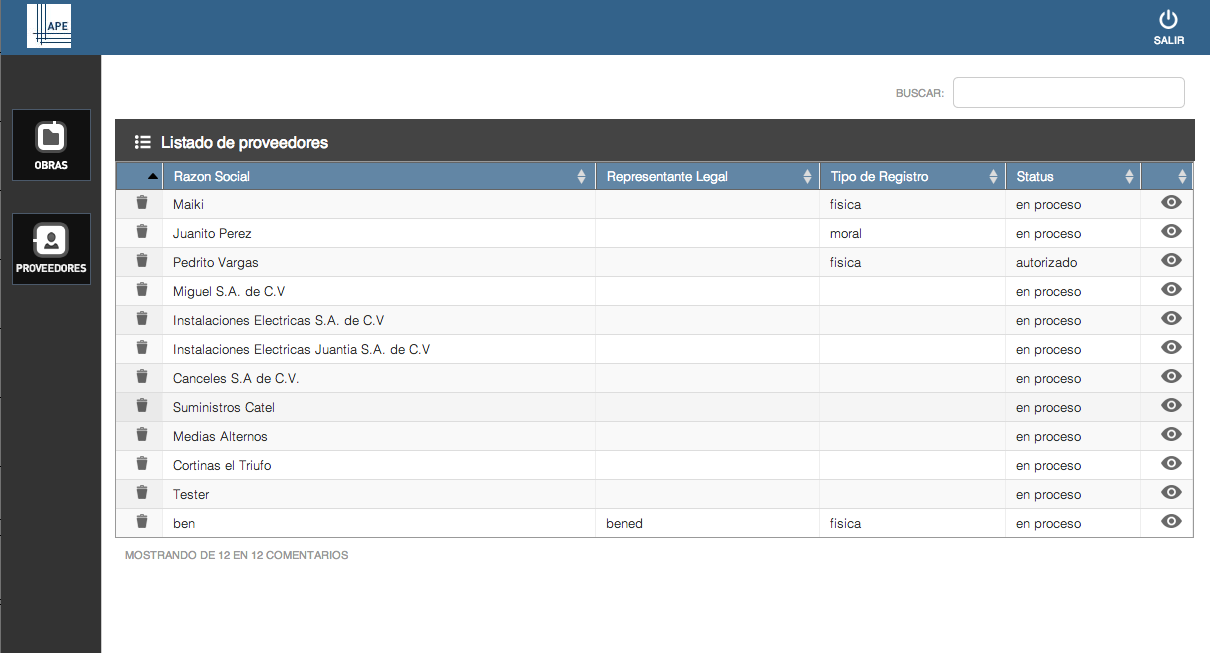 APE
SALIR
BUSCAR:
OBRAS
PROVEEDORES
Listado de proveedores
Razon Social Representante Legal Tipo de Registro Status
Maiki fisica en proceso
Juanito Perez moral en proceso
Pedrito Vargas fisica autorizado
Miguel S.A. de C.V en proceso
Instalaciones Electricas S.A. de C.V en proceso
Instalaciones Electricas Juantia S.A. de C.V en proceso
Canceles S.A de C.V. en proceso
Suministros Catel en proceso
Medias Alternos en proceso
Cortinas el Triufo en proceso
Tester en proceso
ben bened fisica en proceso
MOSTRANDO DE 12 EN 12 COMENTARIOS